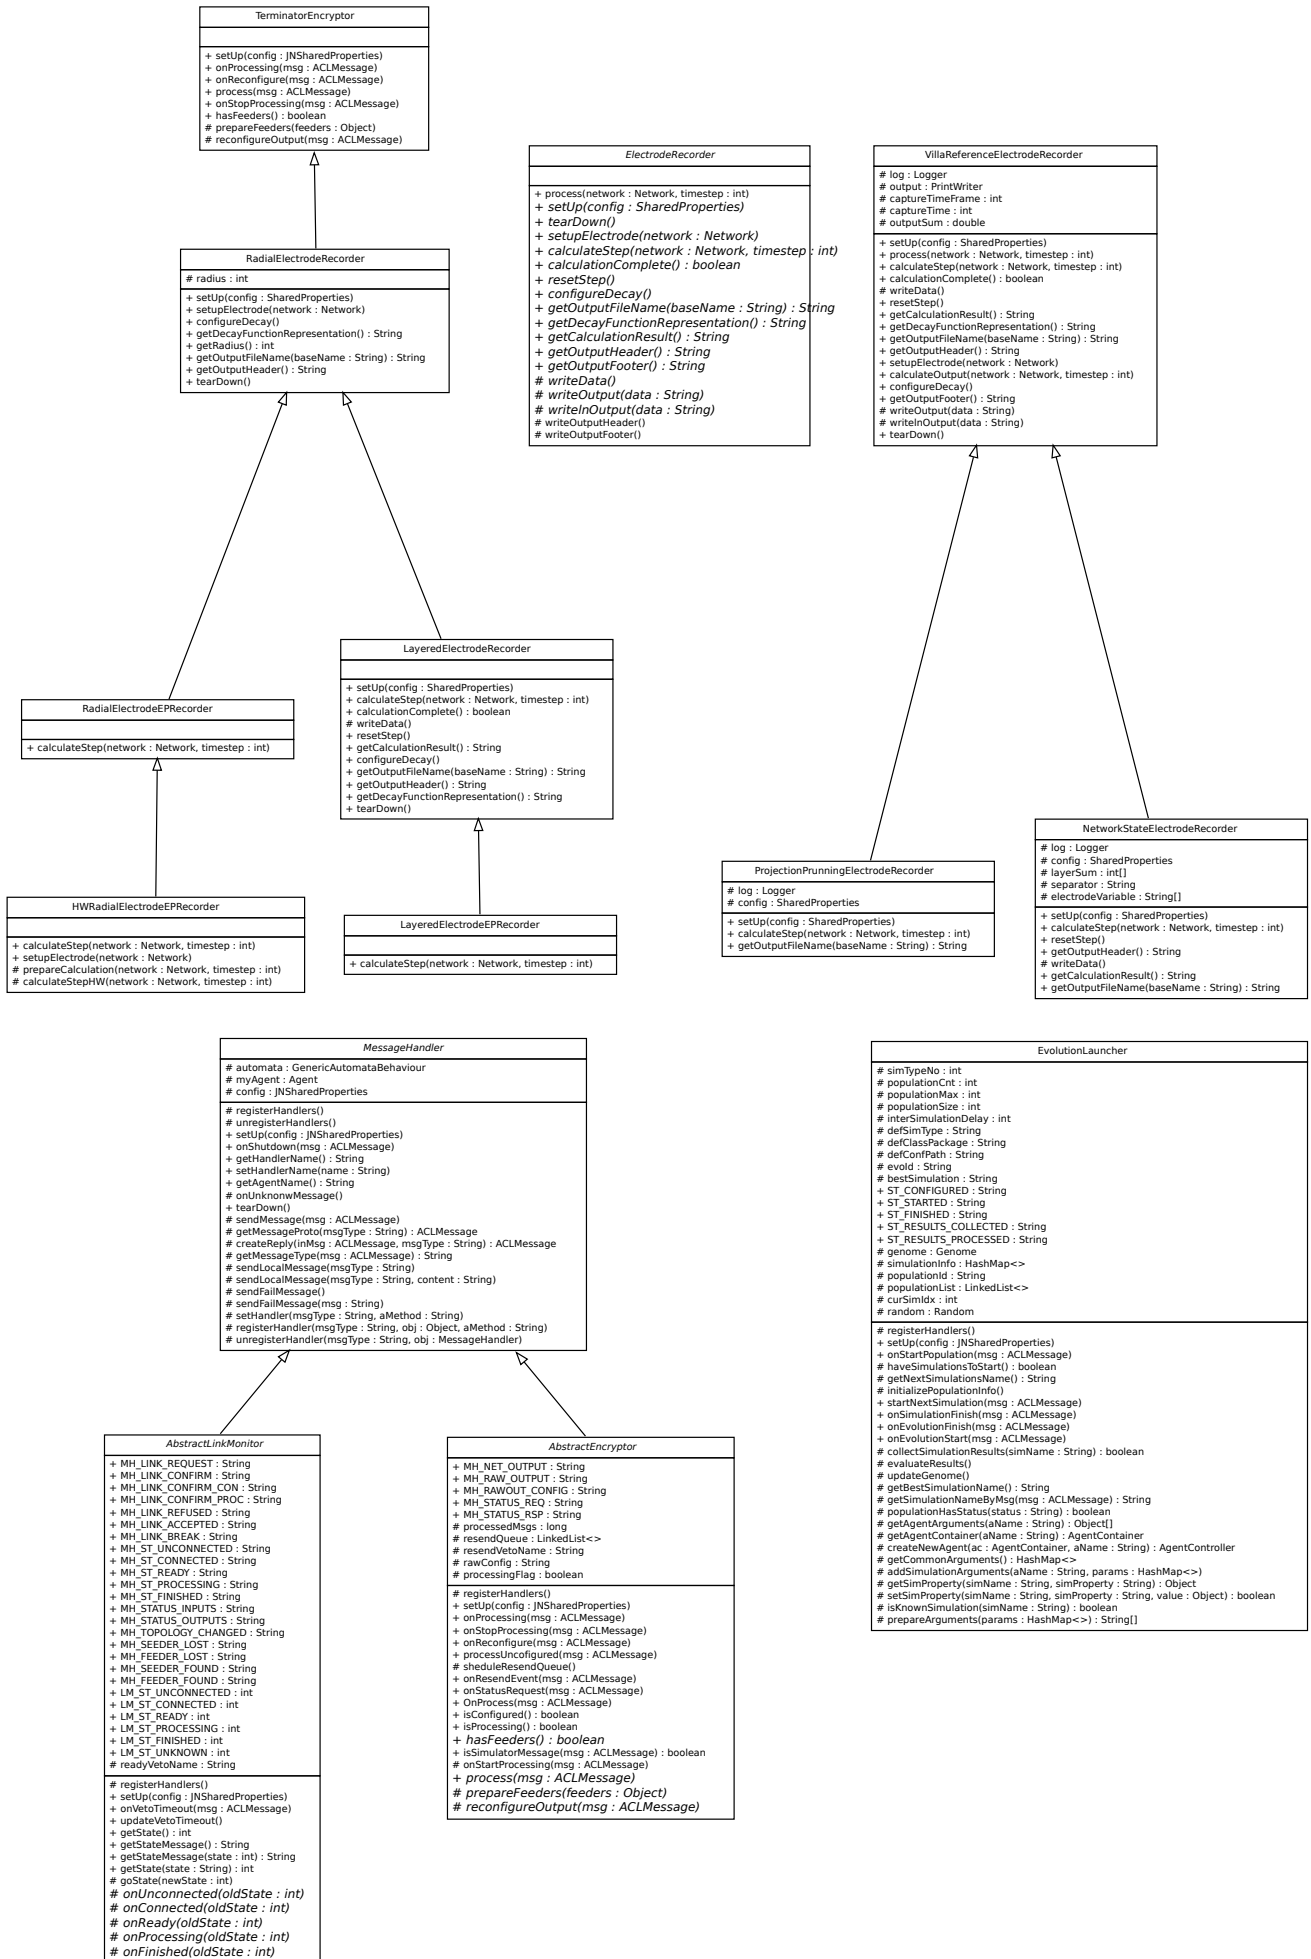 TerminatorEncryptor
+ setUp(config : JNSharedProperties)
+ onProcessing(msg : ACLMessage)
+ onReconfigure(msg : ACLMessage)
+ process(msg : ACLMessage)
+ onStopProcessing(msg : ACLMessage)
+ hasFeeders() : boolean
# prepareFeeders(feeders : Object)
# reconfigureOutput(msg : ACLMessage)
ElectrodeRecorder
+ process(network : Network, timestep : int)
+ setUp(config : SharedProperties)
+ tearDown()
+ setupElectrode(network : Network)
+ calculateStep(network : Network, timestep : int)
+ calculationComplete() : boolean
+ resetStep()
+ configureDecay()
+ getOutputFileName(baseName : String) : String
+ getDecayFunctionRepresentation() : String
+ getCalculationResult() : String
+ getOutputHeader() : String
+ getOutputFooter() : String
# writeData()
# writeOutput(data : String)
# writelnOutput(data : String)
# writeOutputHeader()
# writeOutputFooter()
VillaReferenceElectrodeRecorder
# log : Logger
# output : PrintWriter
# captureTimeFrame : int
# captureTime : int
# outputSum : double
+ setUp(config : SharedProperties)
+ process(network : Network, timestep : int)
+ calculateStep(network : Network, timestep : int)
+ calculationComplete() : boolean
# writeData()
+ resetStep()
+ getCalculationResult() : String
+ getDecayFunctionRepresentation() : String
+ getOutputFileName(baseName : String) : String
+ getOutputHeader() : String
+ setupElectrode(network : Network)
+ calculateOutput(network : Network, timestep : int)
+ configureDecay()
+ getOutputFooter() : String
# writeOutput(data : String)
# writelnOutput(data : String)
+ tearDown()
RadialElectrodeRecorder
# radius : int
+ setUp(config : SharedProperties)
+ setupElectrode(network : Network)
+ configureDecay()
+ getDecayFunctionRepresentation() : String
+ getRadius() : int
+ getOutputFileName(baseName : String) : String
+ getOutputHeader() : String
+ tearDown()
LayeredElectrodeRecorder
+ setUp(config : SharedProperties)
+ calculateStep(network : Network, timestep : int)
+ calculationComplete() : boolean
# writeData()
+ resetStep()
+ getCalculationResult() : String
+ configureDecay()
+ getOutputFileName(baseName : String) : String
+ getOutputHeader() : String
+ getDecayFunctionRepresentation() : String
+ tearDown()
RadialElectrodeEPRecorder
+ calculateStep(network : Network, timestep : int)
HWRadialElectrodeEPRecorder
+ calculateStep(network : Network, timestep : int)
+ setupElectrode(network : Network)
# prepareCalculation(network : Network, timestep : int)
# calculateStepHW(network : Network, timestep : int)
LayeredElectrodeEPRecorder
+ calculateStep(network : Network, timestep : int)
ProjectionPrunningElectrodeRecorder
# log : Logger
# config : SharedProperties
+ setUp(config : SharedProperties)
+ calculateStep(network : Network, timestep : int)
+ getOutputFileName(baseName : String) : String
NetworkStateElectrodeRecorder
# log : Logger
# config : SharedProperties
# layerSum : int[]
# separator : String
# electrodeVariable : String[]
+ setUp(config : SharedProperties)
+ calculateStep(network : Network, timestep : int)
+ resetStep()
+ getOutputHeader() : String
# writeData()
+ getCalculationResult() : String
+ getOutputFileName(baseName : String) : String
MessageHandler
# automata : GenericAutomataBehaviour
# myAgent : Agent
# config : JNSharedProperties
# registerHandlers()
# unregisterHandlers()
+ setUp(config : JNSharedProperties)
+ onShutdown(msg : ACLMessage)
+ getHandlerName() : String
+ setHandlerName(name : String)
+ getAgentName() : String
# onUnknonwMessage()
+ tearDown()
# sendMessage(msg : ACLMessage)
# getMessageProto(msgType : String) : ACLMessage
# createReply(inMsg : ACLMessage, msgType : String) : ACLMessage
# getMessageType(msg : ACLMessage) : String
# sendLocalMessage(msgType : String)
# sendLocalMessage(msgType : String, content : String)
# sendFailMessage()
# sendFailMessage(msg : String)
# setHandler(msgType : String, aMethod : String)
# registerHandler(msgType : String, obj : Object, aMethod : String)
# unregisterHandler(msgType : String, obj : MessageHandler)
EvolutionLauncher
# simTypeNo : int
# populationCnt : int
# populationMax : int
# populationSize : int
# interSimulationDelay : int
# defSimType : String
# defClassPackage : String
# defConfPath : String
# evoId : String
# bestSimulation : String
+ ST_CONFIGURED : String
+ ST_STARTED : String
+ ST_FINISHED : String
+ ST_RESULTS_COLLECTED : String
+ ST_RESULTS_PROCESSED : String
# genome : Genome
# simulationInfo : HashMap<>
# populationId : String
# populationList : LinkedList<>
# curSimIdx : int
# random : Random
# registerHandlers()
+ setUp(config : JNSharedProperties)
+ onStartPopulation(msg : ACLMessage)
# haveSimulationsToStart() : boolean
# getNextSimulationsName() : String
# initializePopulationInfo()
+ startNextSimulation(msg : ACLMessage)
+ onSimulationFinish(msg : ACLMessage)
+ onEvolutionFinish(msg : ACLMessage)
+ onEvolutionStart(msg : ACLMessage)
# collectSimulationResults(simName : String) : boolean
# evaluateResults()
# updateGenome()
# getBestSimulationName() : String
# getSimulationNameByMsg(msg : ACLMessage) : String
# populationHasStatus(status : String) : boolean
# getAgentArguments(aName : String) : Object[]
# getAgentContainer(aName : String) : AgentContainer
# createNewAgent(ac : AgentContainer, aName : String) : AgentController
# getCommonArguments() : HashMap<>
# addSimulationArguments(aName : String, params : HashMap<>)
# getSimProperty(simName : String, simProperty : String) : Object
# setSimProperty(simName : String, simProperty : String, value : Object) : boolean
# isKnownSimulation(simName : String) : boolean
# prepareArguments(params : HashMap<>) : String[]
AbstractLinkMonitor
+ MH_LINK_REQUEST : String
+ MH_LINK_CONFIRM : String
+ MH_LINK_CONFIRM_CON : String
+ MH_LINK_CONFIRM_PROC : String
+ MH_LINK_REFUSED : String
+ MH_LINK_ACCEPTED : String
+ MH_LINK_BREAK : String
+ MH_ST_UNCONNECTED : String
+ MH_ST_CONNECTED : String
+ MH_ST_READY : String
+ MH_ST_PROCESSING : String
+ MH_ST_FINISHED : String
+ MH_STATUS_INPUTS : String
+ MH_STATUS_OUTPUTS : String
+ MH_TOPOLOGY_CHANGED : String
+ MH_SEEDER_LOST : String
+ MH_FEEDER_LOST : String
+ MH_SEEDER_FOUND : String
+ MH_FEEDER_FOUND : String
+ LM_ST_UNCONNECTED : int
+ LM_ST_CONNECTED : int
+ LM_ST_READY : int
+ LM_ST_PROCESSING : int
+ LM_ST_FINISHED : int
+ LM_ST_UNKNOWN : int
# readyVetoName : String
# registerHandlers()
+ setUp(config : JNSharedProperties)
+ onVetoTimeout(msg : ACLMessage)
+ updateVetoTimeout()
+ getState() : int
+ getStateMessage() : String
+ getStateMessage(state : int) : String
+ getState(state : String) : int
# goState(newState : int)
# onUnconnected(oldState : int)
# onConnected(oldState : int)
# onReady(oldState : int)
# onProcessing(oldState : int)
# onFinished(oldState : int)
AbstractEncryptor
+ MH_NET_OUTPUT : String
+ MH_RAW_OUTPUT : String
+ MH_RAWOUT_CONFIG : String
+ MH_STATUS_REQ : String
+ MH_STATUS_RSP : String
# processedMsgs : long
# resendQueue : LinkedList<>
# resendVetoName : String
# rawConfig : String
# processingFlag : boolean
# registerHandlers()
+ setUp(config : JNSharedProperties)
+ onProcessing(msg : ACLMessage)
+ onStopProcessing(msg : ACLMessage)
+ onReconfigure(msg : ACLMessage)
+ processUncofigured(msg : ACLMessage)
# sheduleResendQueue()
+ onResendEvent(msg : ACLMessage)
+ onStatusRequest(msg : ACLMessage)
+ OnProcess(msg : ACLMessage)
+ isConfigured() : boolean
+ isProcessing() : boolean
+ hasFeeders() : boolean
+ isSimulatorMessage(msg : ACLMessage) : boolean
# onStartProcessing(msg : ACLMessage)
+ process(msg : ACLMessage)
# prepareFeeders(feeders : Object)
# reconfigureOutput(msg : ACLMessage)